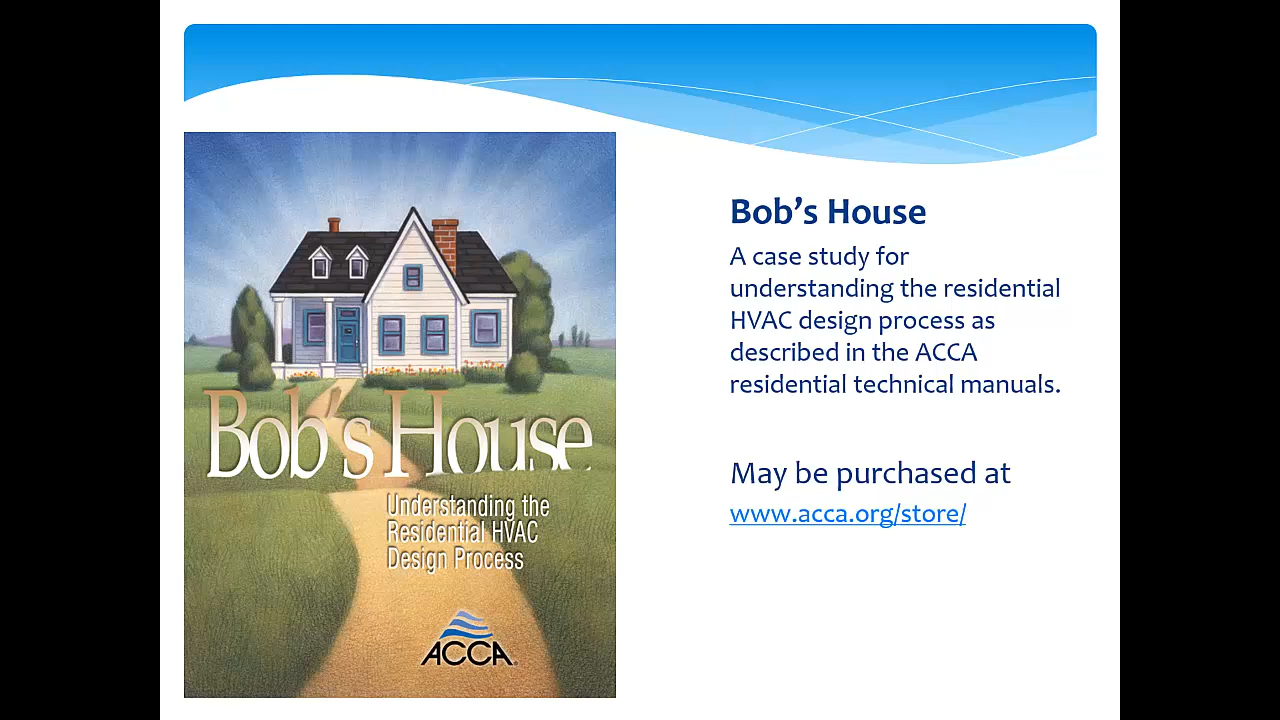 Bob's House
Understanding the
Residential HVAC
Design Process
ACCA
Bob’s House
A case study for
understanding the residential
HVAC design process as
described in the ACCA
residential technical manuals.
May be purchased at
www.acca.org/store/